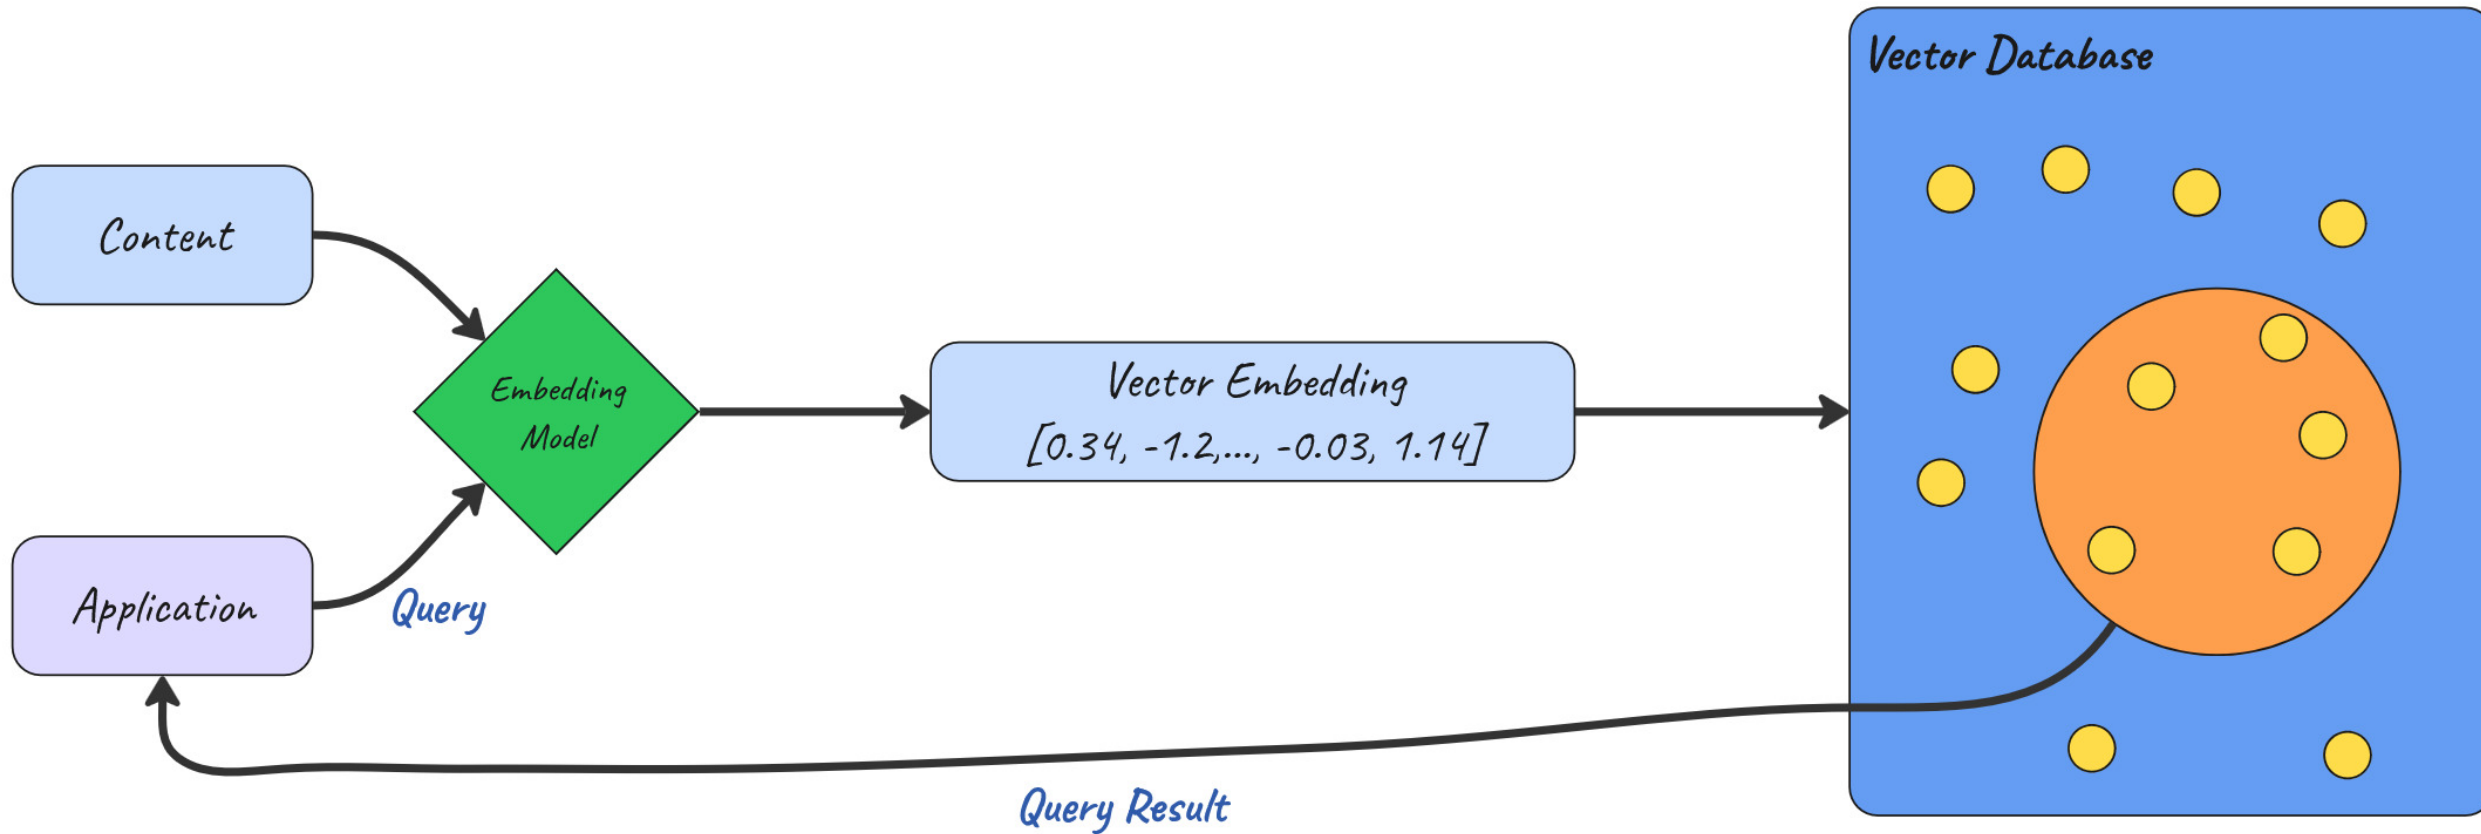 Vector Database
Content
Embedding
Model
Vector Embedding
[0.34, -1.2,..., -0.03, 1.14]
Application
Query
Query Result